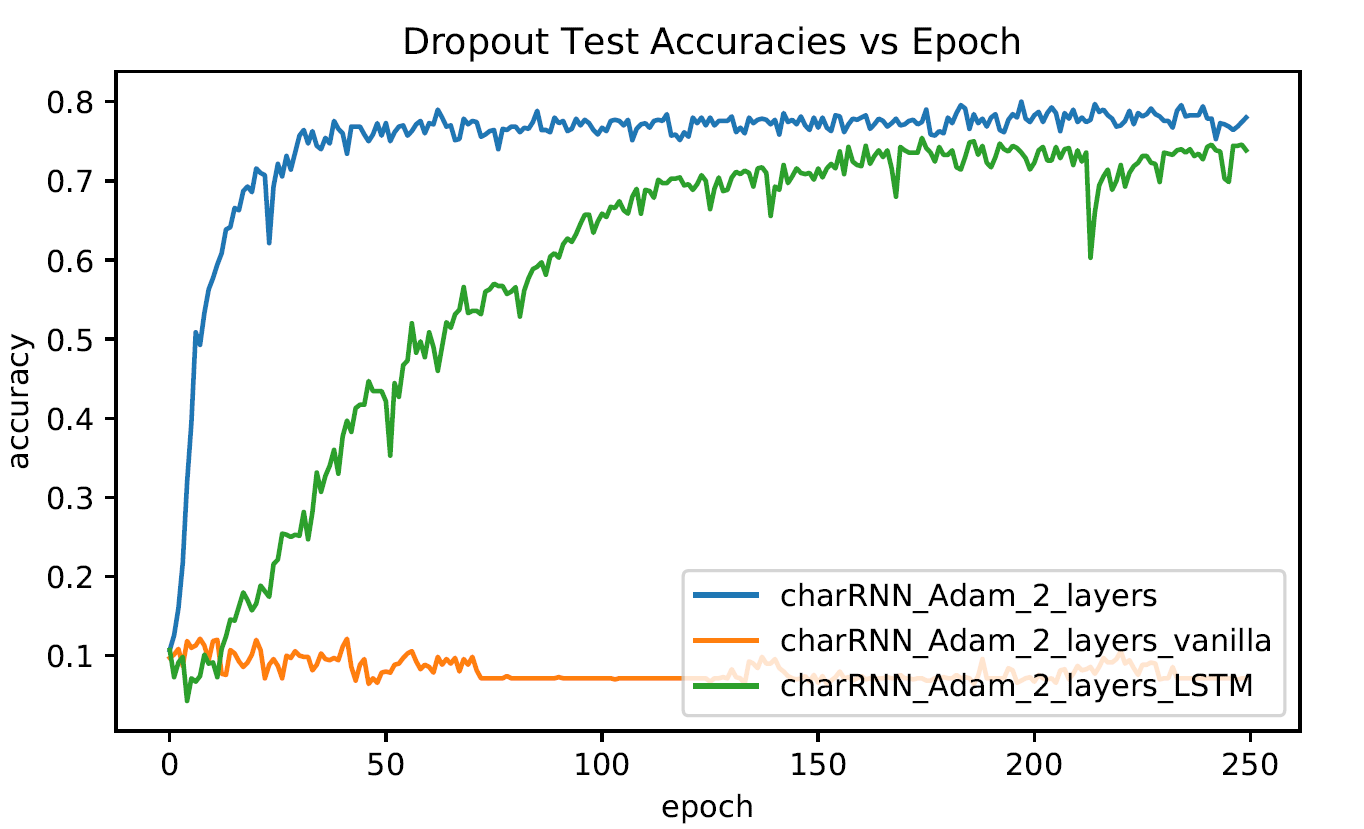 Dropout Test Accuracies vs Epoch
accuracy
0.8
0.7
0.6
0.5
0.4
0.3
0.2
0.1
charRNN_Adam_2_layers
charRNN_Adam_2_layers_vanilla
charRNN_Adam_2_layers_LSTM
0 50 100 150 200 250
epoch